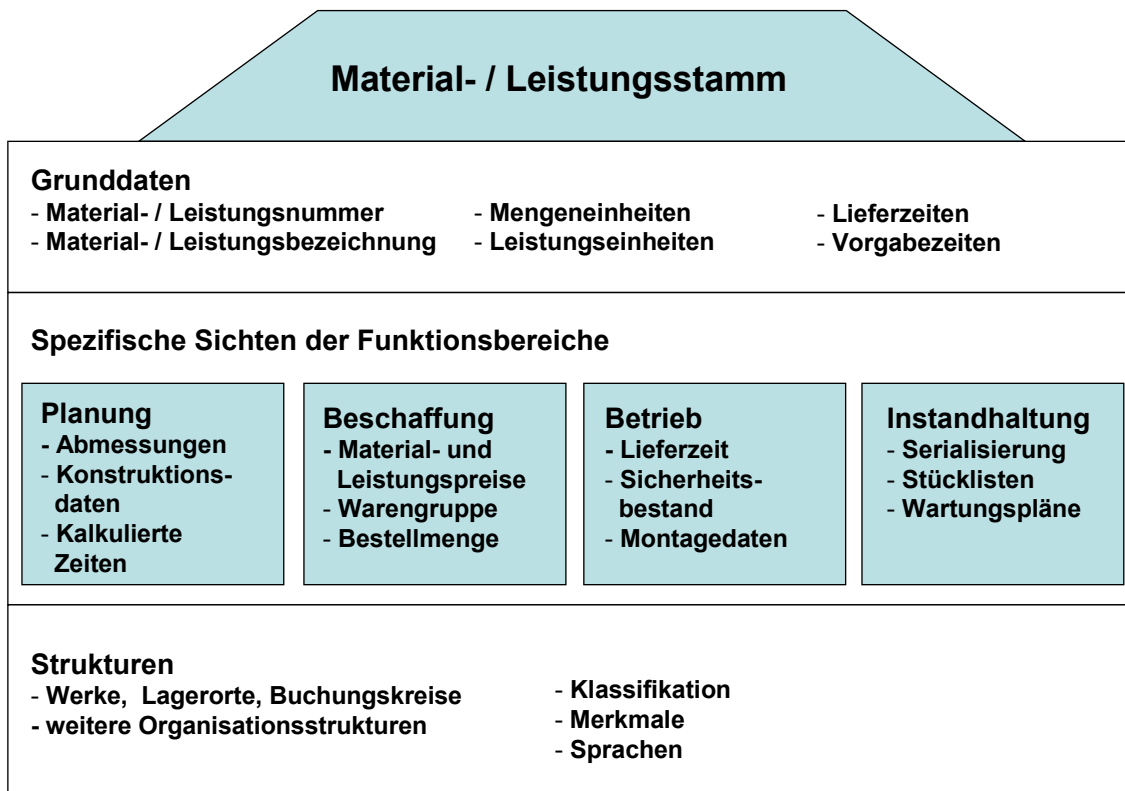 Material- / Leistungsstamm
Grunddaten
- Material- / Leistungsnummer
- Material- / Leistungsbezeichnung
- Mengeneinheiten
- Leistungseinheiten
- Lieferzeiten
- Vorgabezeiten
Spezifische Sichten der Funktionsbereiche
Planung
- Abmessungen
- Konstruktions-
daten
- Kalkulierte
Zeiten
Beschaffung
- Material- und
Leistungspreise
- Warengruppe
- Bestellmenge
Betrieb
- Lieferzeit
- Sicherheits-
bestand
- Montagedaten
Instandhaltung
- Serialisierung
- Stücklisten
- Wartungspläne
Strukturen
- Werke, Lagerorte, Buchungskreise
- weitere Organisationsstrukturen
- Klassifikation
- Merkmale
- Sprachen